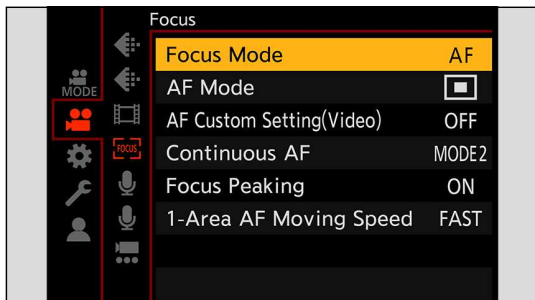 Focus
Focus Mode AF
AF Mode
AF Custom Setting(Video) OFF
Continuous AF MODE2
Focus Peaking ON
1-Area AF Moving Speed FAST
MODE
FOCUS